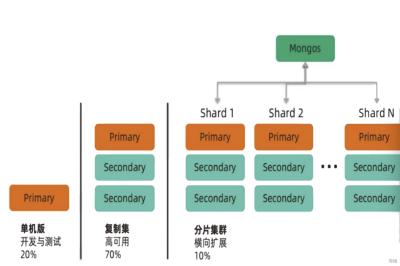 Mongos
Shard 1
Shard 2
Shard N
Primary
Primary
Primary
Primary
Secondary
Secondary
Secondary
Secondary
Primary
Secondary
Secondary
Secondary
Secondary
单机版
开发与测试
20%
复制集
高可用
70%
分片集群
横向扩展
10%